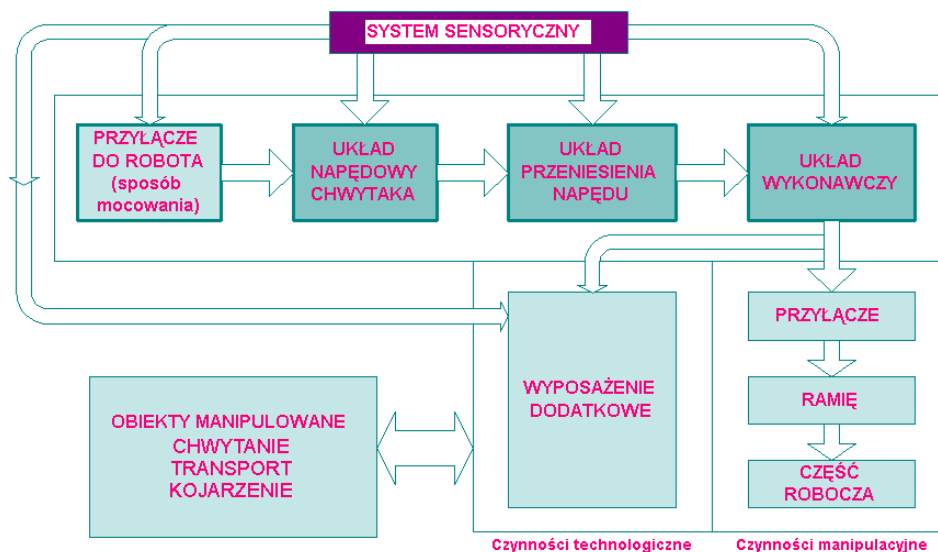 SYSTEM SENSORYCZNY
PRZYŁĄCZE
DO ROBOTA
(sposób
mocowania)
UKŁAD
NAPĘDOWY
CHWYTAKA
UKŁAD
PRZENIESIENIA
NAPĘDU
UKŁAD
WYKONAWCZY
OBIEKTY MANIPULOWANE
CHWYTANIE
TRANSPORT
KOJARZENIE
WYPOSAŻENIE
DODATKOWE
PRZYŁĄCZE
RAMIĘ
CZĘŚĆ
ROBOCZA
Czynności technologiczne
Czynności manipulacyjne